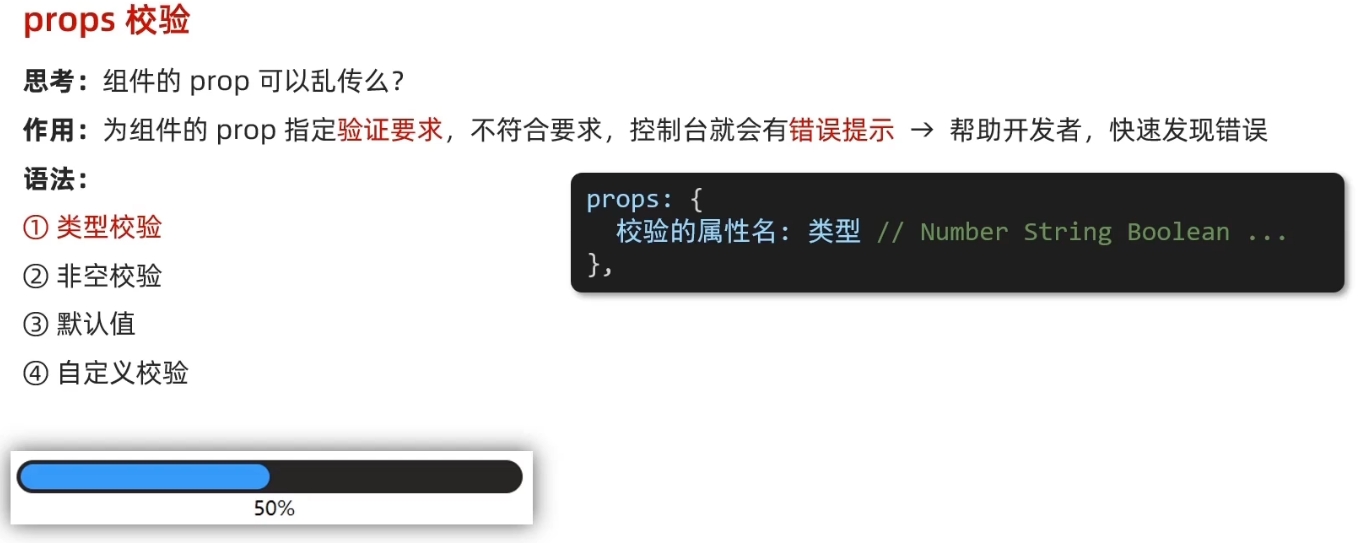 props 校验
思考：组件的 prop 可以乱传么？
作用：为组件的 prop 指定验证要求，不符合要求，控制台就会有错误提示 → 帮助开发者，快速发现错误
语法：
① 类型校验
② 非空校验
③ 默认值
④ 自定义校验
props: {
  校验的属性名: 类型 // Number String Boolean ...
},
50%